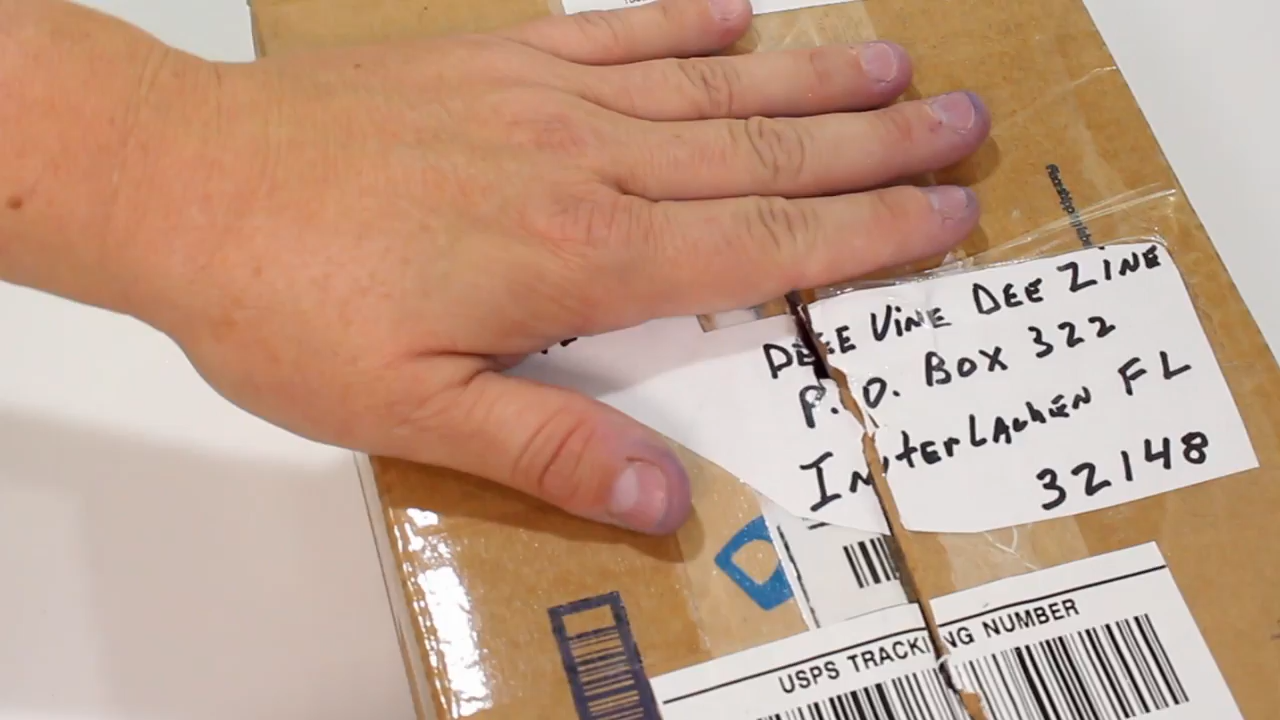 DEE VINE DEE ZINE
P.O. BOX 322
INTERLACHEN FL
32148
USPS TRACKING NUMBER